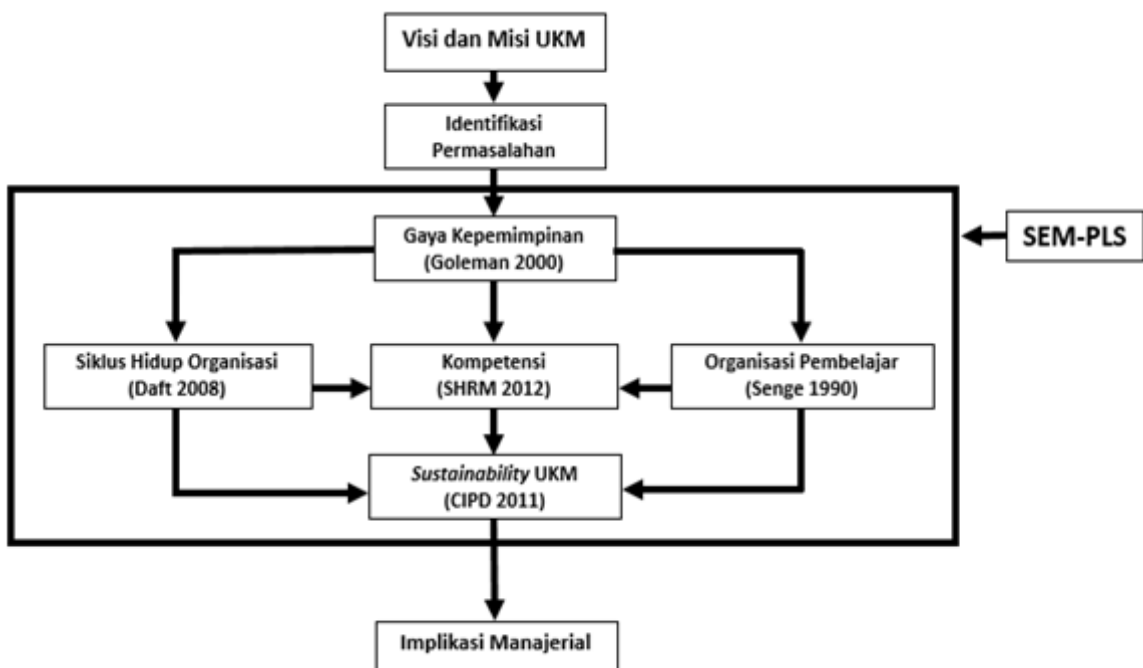 Visi dan Misi UKM
Identifikasi
Permasalahan
Gaya Kepemimpinan
(Goleman 2000)
SEM-PLS
Siklus Hidup Organisasi
(Daft 2008)
Kompetensi
(SHRM 2012)
Organisasi Pembelajar
(Senge 1990)
Sustainability UKM
(CIPD 2011)
Implikasi Manajerial